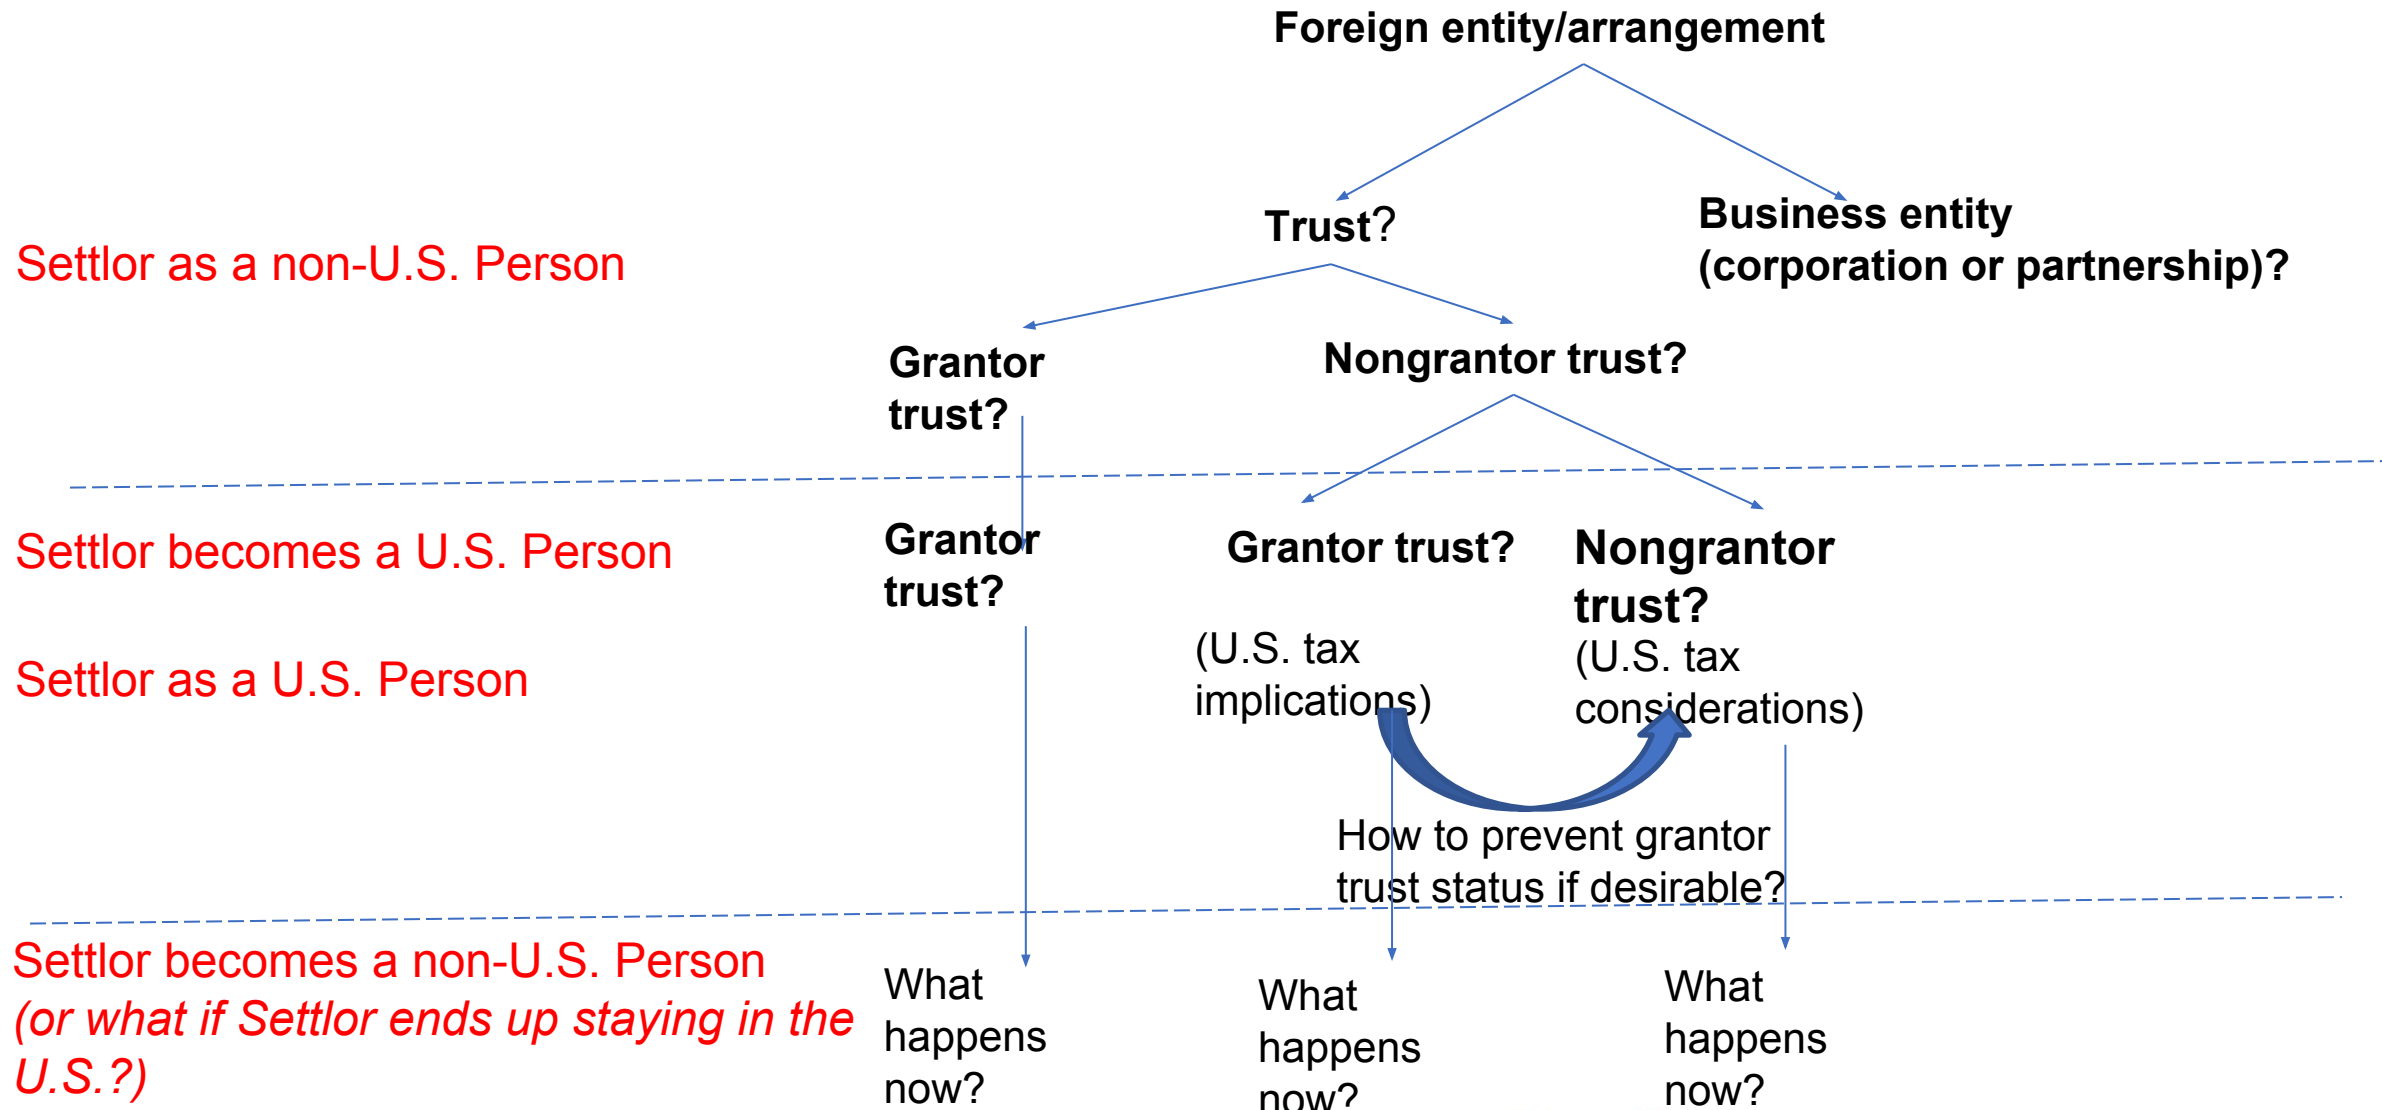 Foreign entity/arrangement
Trust?
Business entity
(corporation or partnership)?
Settlor as a non-U.S. Person
Grantor
trust?
Nongrantor trust?
Settlor becomes a U.S. Person
Grantor
trust?
Grantor trust?
Nongrantor
trust?
(U.S. tax
implications)
(U.S. tax
considerations)
Settlor as a U.S. Person
How to prevent grantor
trust status if desirable?
Settlor becomes a non-U.S. Person
(or what if Settlor ends up staying in the
U.S.?)
What
happens
now?
What
happens
now?
What
happens
now?